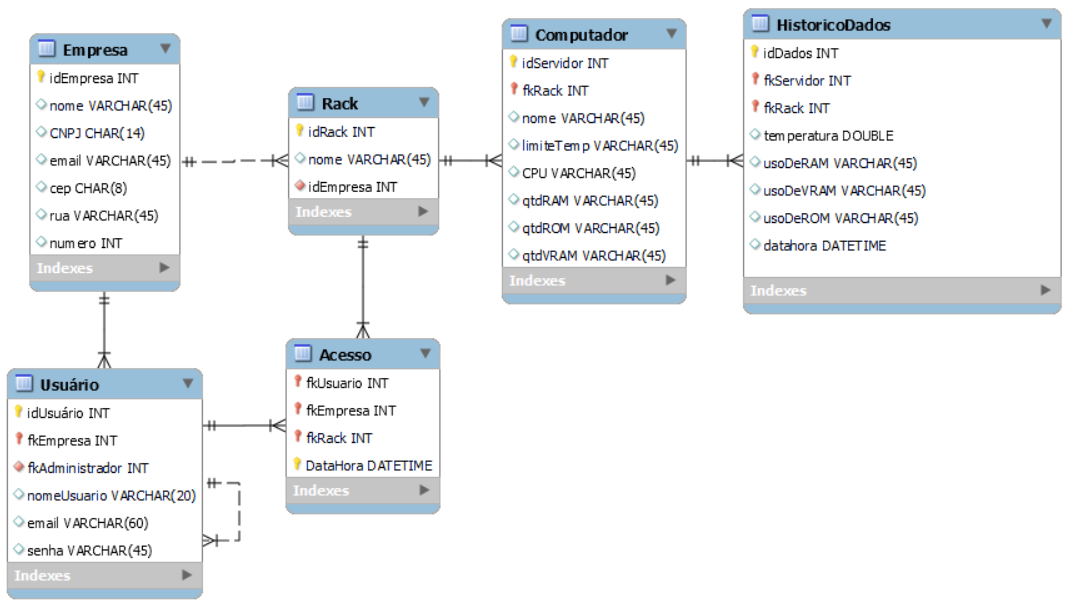 Empresa
idEmpresa INT
nome VARCHAR(45)
CNPJ CHAR(14)
email VARCHAR(45)
cep CHAR(8)
rua VARCHAR(45)
numero INT
Indexes
Rack
idRack INT
nome VARCHAR(45)
idEmpresa INT
Indexes
Computador
idServidor INT
fkRack INT
nome VARCHAR(45)
limiteTemp VARCHAR(45)
CPU VARCHAR(45)
qtdRAM VARCHAR(45)
qtdROM VARCHAR(45)
qtdVRAM VARCHAR(45)
Indexes
HistoricoDados
idDados INT
fkServidor INT
fkRack INT
temperatura DOUBLE
usoDeRAM VARCHAR(45)
usoDeVRAM VARCHAR(45)
usoDeROM VARCHAR(45)
datahora DATETIME
Indexes
Usuário
idUsuário INT
fkEmpresa INT
fkAdministrador INT
nomeUsuario VARCHAR(20)
email VARCHAR(60)
senha VARCHAR(45)
Indexes
Acesso
fkUsuario INT
fkEmpresa INT
fkRack INT
DataHora DATETIME
Indexes